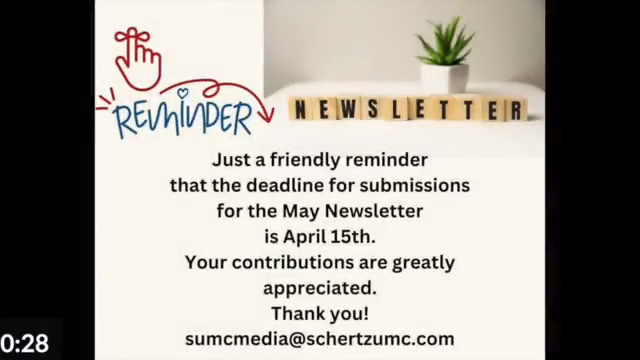 REMINDER
NEWSLETTER
Just a friendly reminder
that the deadline for submissions
for the May Newsletter
is April 15th.
Your contributions are greatly
appreciated.
Thank you!
sumcmedia@schertzumc.com
0:28